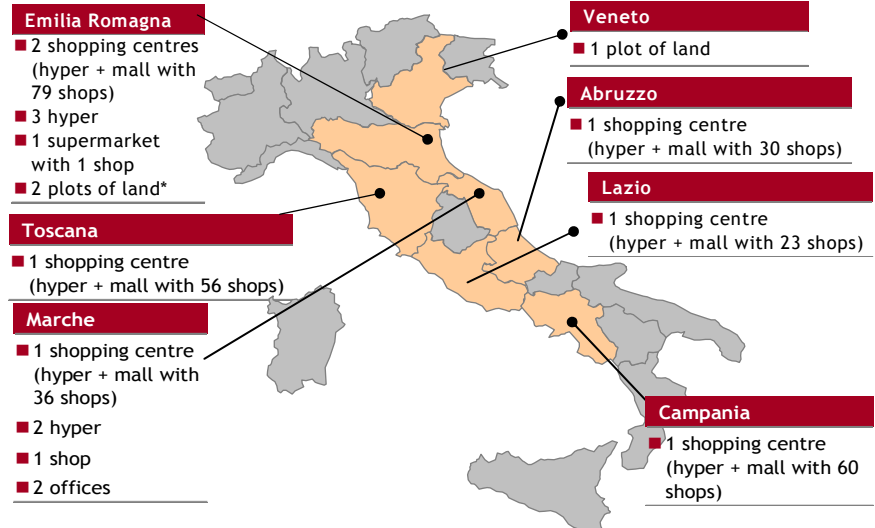 Emilia Romagna
2 shopping centres
(hyper + mall with
79 shops)
3 hyper
1 supermarket
with 1 shop
2 plots of land*
Toscana
1 shopping centre
(hyper + mall with 56 shops)
Marche
1 shopping centre
(hyper + mall with
36 shops)
2 hyper
1 shop
2 offices
Veneto
1 plot of land
Abruzzo
1 shopping centre
(hyper + mall with 30 shops)
Lazio
1 shopping centre
(hyper + mall with 23 shops)
Campania
1 shopping centre
(hyper + mall with 60
shops)